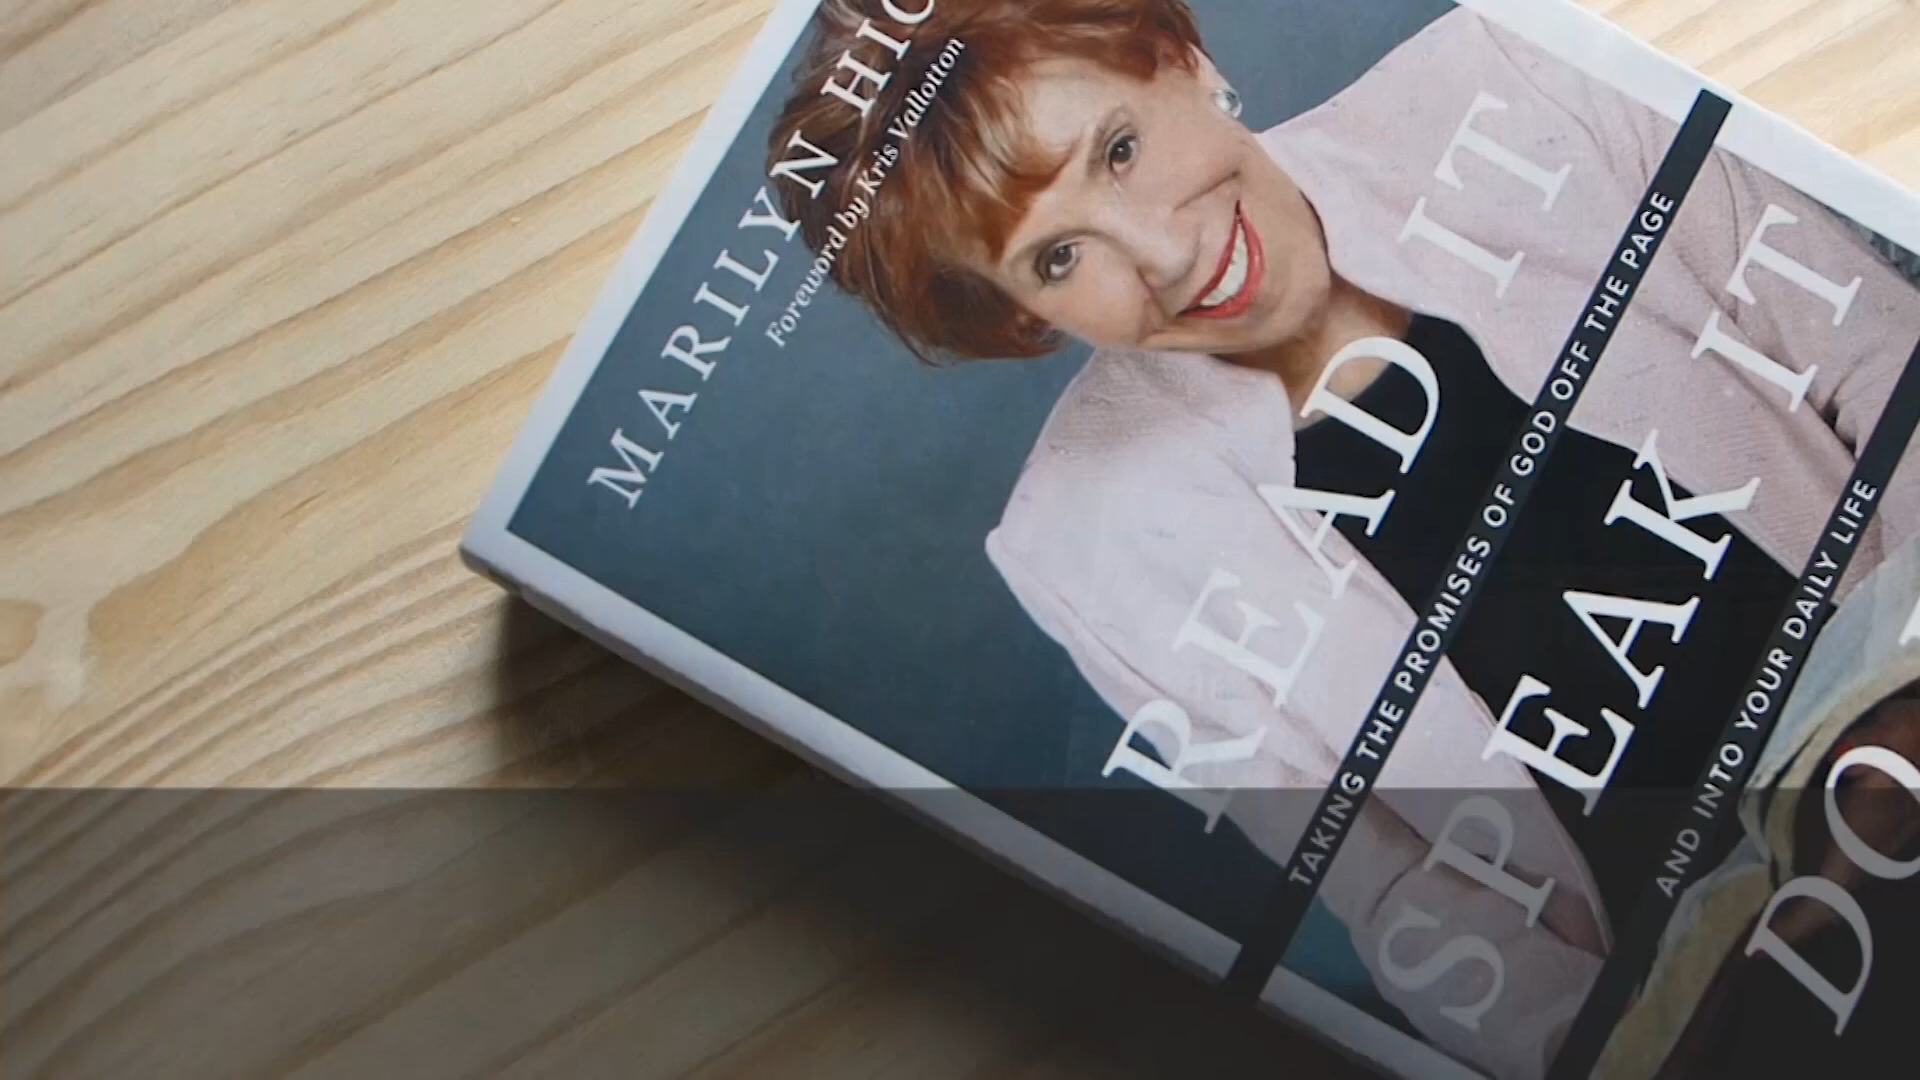 MARILYN HIC
Foreword by Kris Vallotton
READ IT
TAKING THE PROMISES OF GOD OFF THE PAGE
SPEAK IT
AND INTO YOUR DAILY LIFE
DO